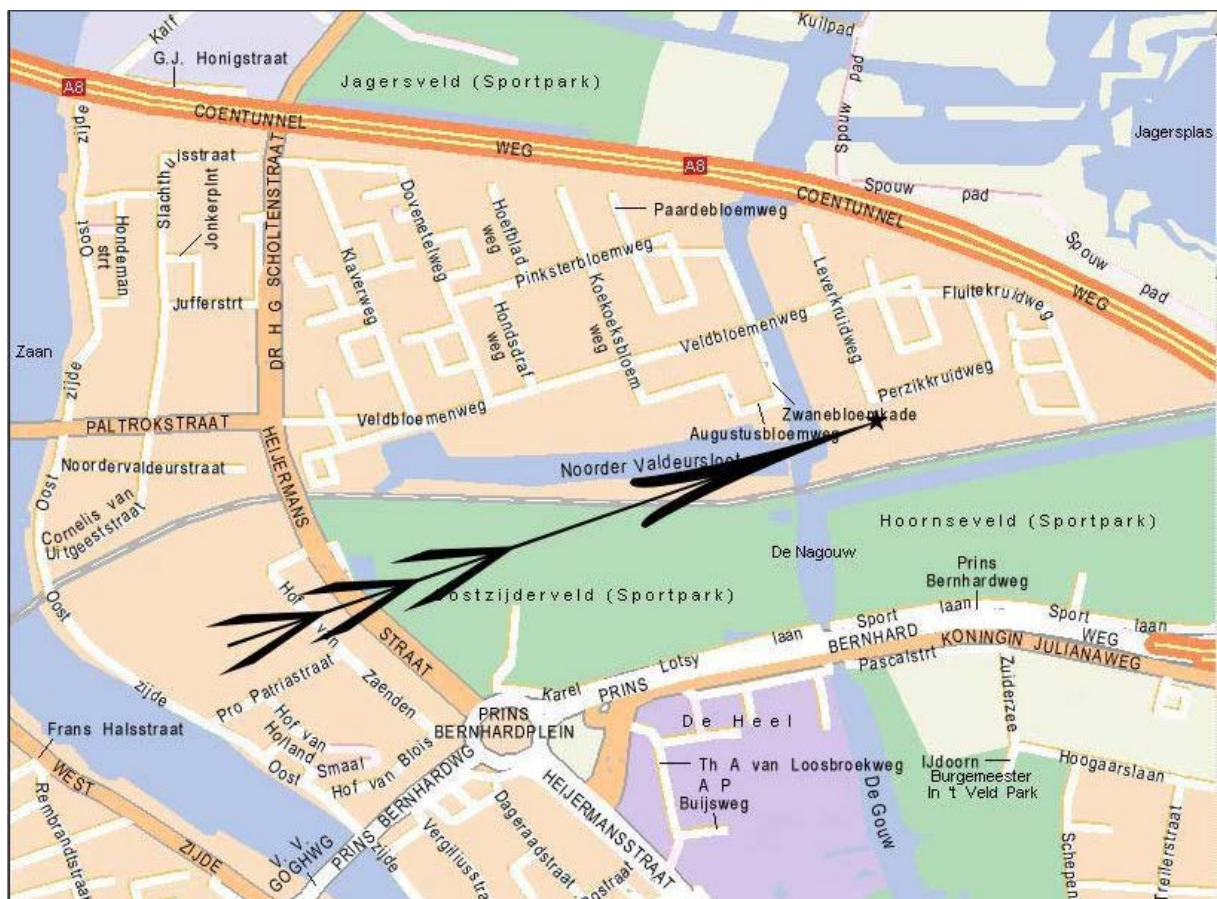 Kalf
Kuilpad
G.J. Honigstraat
Jagersveld (Sportpark)
Spouw pad
A8
COENTUNNEL
WEG
A8
COENTUNNEL
WEG
Jagersplas
Spouw pad
Spouw pad
Oost
zijde
Hondeman
strt
Slachthuisstraat
Jonkerplnt
Jufferstrt
DR H G SCHOLTENSTRAAT
Klaverweg
Dovenetelweg
Hoefblad
weg
Pinksterbloemweg
Hondsdraf
weg
Koekoeksbloem
weg
Paardebloemweg
Veldbloemenweg
Leverkruidweg
Fluitekruidweg
Perzikkruidweg
Zaan
zijde
Oost
PALTROKSTRAAT
Veldbloemenweg
Zwanebloemkade
Augustusbloemweg
Noordervaldeurstraat
HEIJERMANS
STRAAT
Noorder Valdeursloot
Cornelis van
Uitgeeststraat
Hoornseveld (Sportpark)
De Nagouw
Prins
Bernhardweg
Oostzijderveld (Sportpark)
Hof van
Zaenden
Oost
zijde
Sport laan
Sport laan
Karel Lotsy laan
PRINS BERNHARD WEG
KONINGIN JULIANAWEG
Pascalstrt
Zuiderzee
Pro Patriastraat
Frans Halsstraat
Hof van
Holland
Smaal
Hof van Blois
PRINS
BERNHARDPLEIN
De Heel
Oost
zijde
WEST
ZIJDE
Th A van Loosbroekweg
A P
Buijsweg
IJdoorn
Burgemeester
In 't Veld Park
Hoogaarslaan
De Gouw
Rembrandtstraat
V. V.
GOGHWG
PRINS BERNHARDWG
HEIJERMANSSTRAAT
Dageraadstraat
Vergiliusstra
Schepen
Treilerstraat